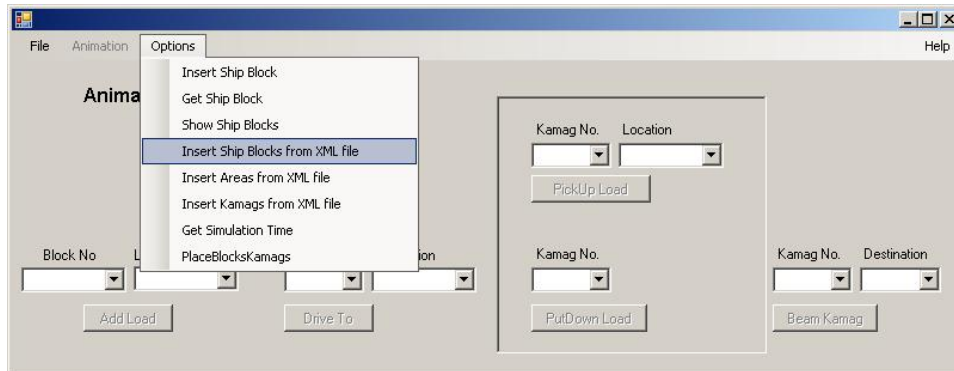 File Animation Options Help
Insert Ship Block
Get Ship Block
Show Ship Blocks
Insert Ship Blocks from XML file
Insert Areas from XML file
Insert Kamags from XML file
Get Simulation Time
PlaceBlocksKamags
Anima
Kamag No. Location
PickUp Load
Block No L ion Kamag No. Kamag No. Destination
Add Load Drive To PutDown Load Beam Kamag